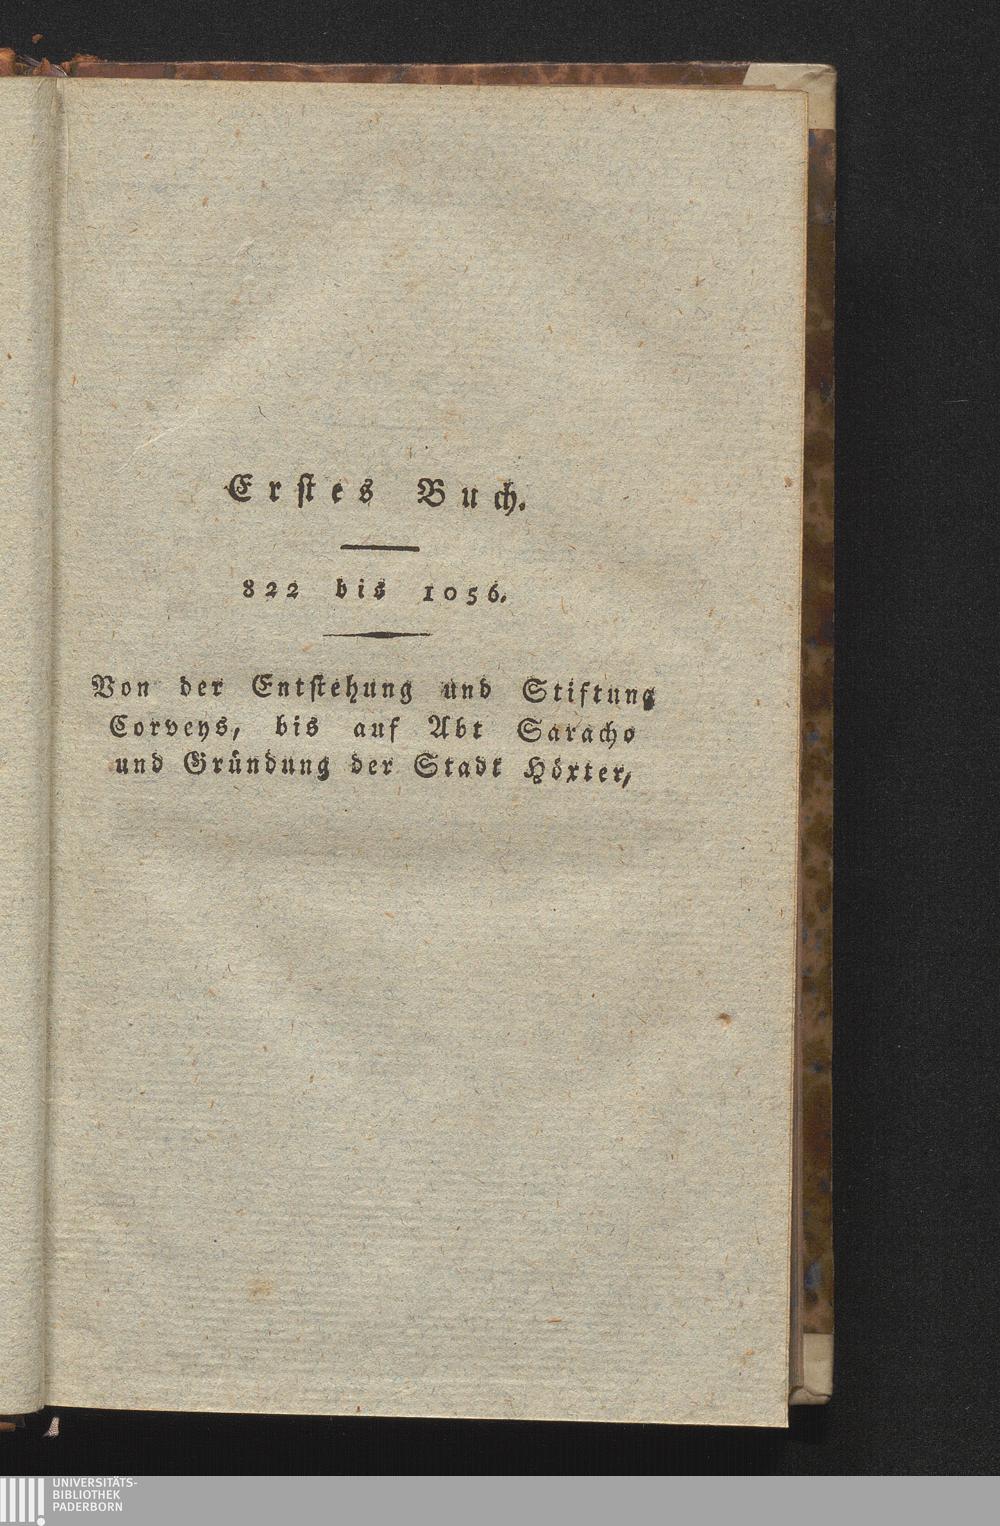 Erstes Buch.
822 bis 1056.
Von der Entstehung und Stiftung
Corveys, bis auf Abt Saracho
und Gründung der Stadt Höxter,
UNIVERSITÄTS-
BIBLIOTHEK
PADERBORN